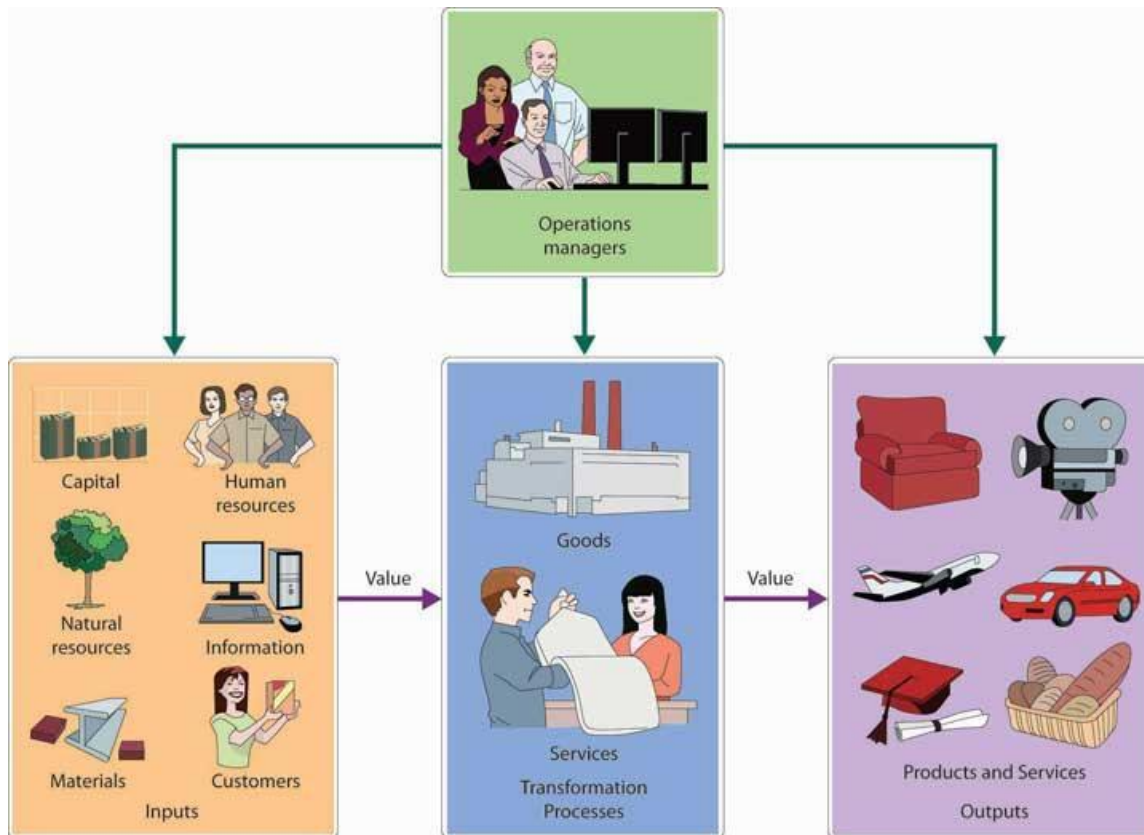 Operations
managers
Capital
Human
resources
Natural
resources
Information
Materials
Customers
Inputs
Value
Goods
Services
Transformation
Processes
Value
Products and Services
Outputs